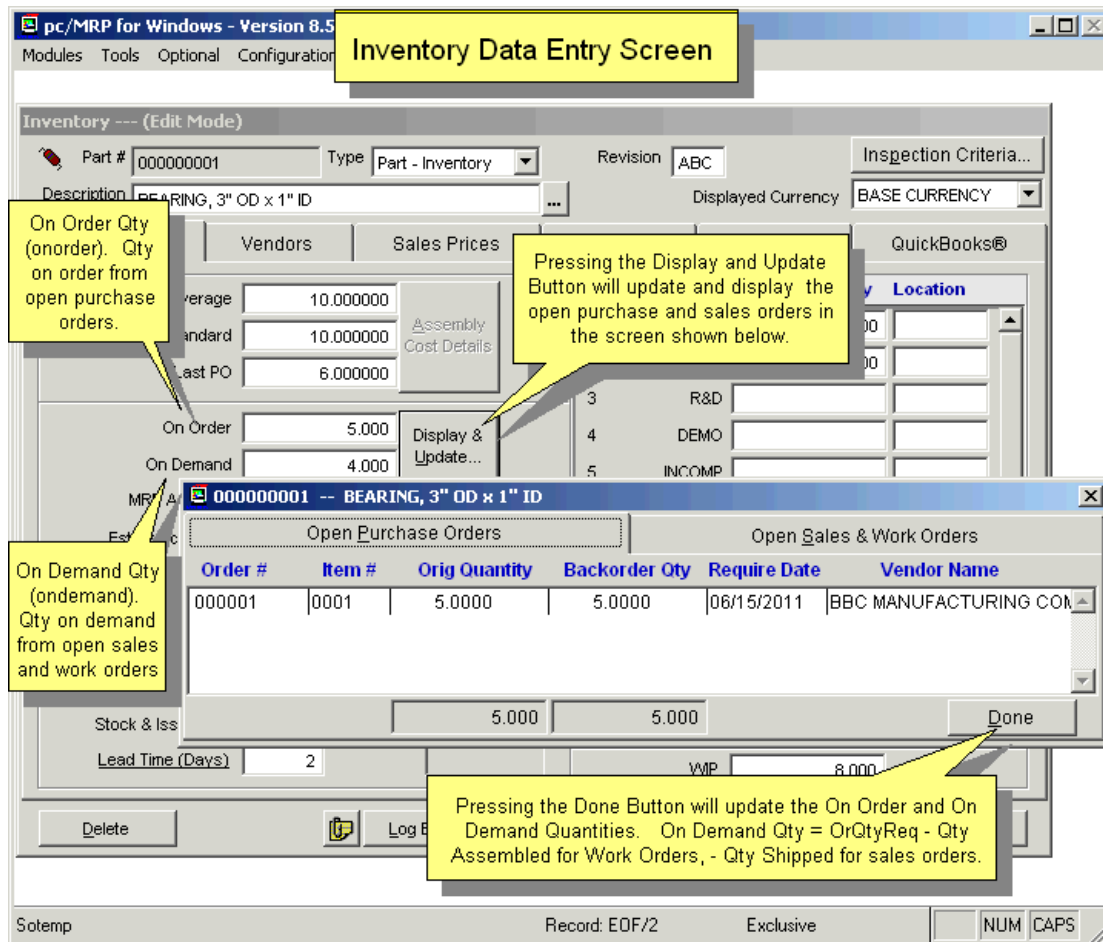 pc/MRP for Windows - Version 8.5
Inventory Data Entry Screen
Modules Tools Optional Configuration
Inventory --- (Edit Mode)
Part # 000000001 Type Part - Inventory Revision ABC Inspection Criteria...
Description BEARING, 3" OD x 1" ID ... Displayed Currency BASE CURRENCY
Vendors Sales Prices QuickBooks®
On Order Qty
(onorder). Qty
on order from
open purchase
orders.
Pressing the Display and Update
Button will update and display the
open purchase and sales orders in
the screen shown below.
Location
10.000000
10.000000
Last PO 6.000000
Assembly
Cost Details
3 R&D
4 DEMO
5 INCOMP
On Order 5.000
On Demand 4.000
Display &
Update...
000000001 -- BEARING, 3" OD x 1" ID
Open Purchase Orders Open Sales & Work Orders
Order # Item # Orig Quantity Backorder Qty Require Date Vendor Name
000001 0001 5.0000 5.0000 06/15/2011 BBC MANUFACTURING
5.000 5.000 Done
On Demand Qty
(ondemand).
Qty on demand
from open sales
and work orders
Stock & Iss
Lead Time (Days) 2
WIP 8.000
Pressing the Done Button will update the On Order and On
Demand Quantities. On Demand Qty = OrQtyReq - Qty
Assembled for Work Orders, - Qty Shipped for sales orders.
Delete Log
Sotemp Record: EOF/2 Exclusive NUM CAPS